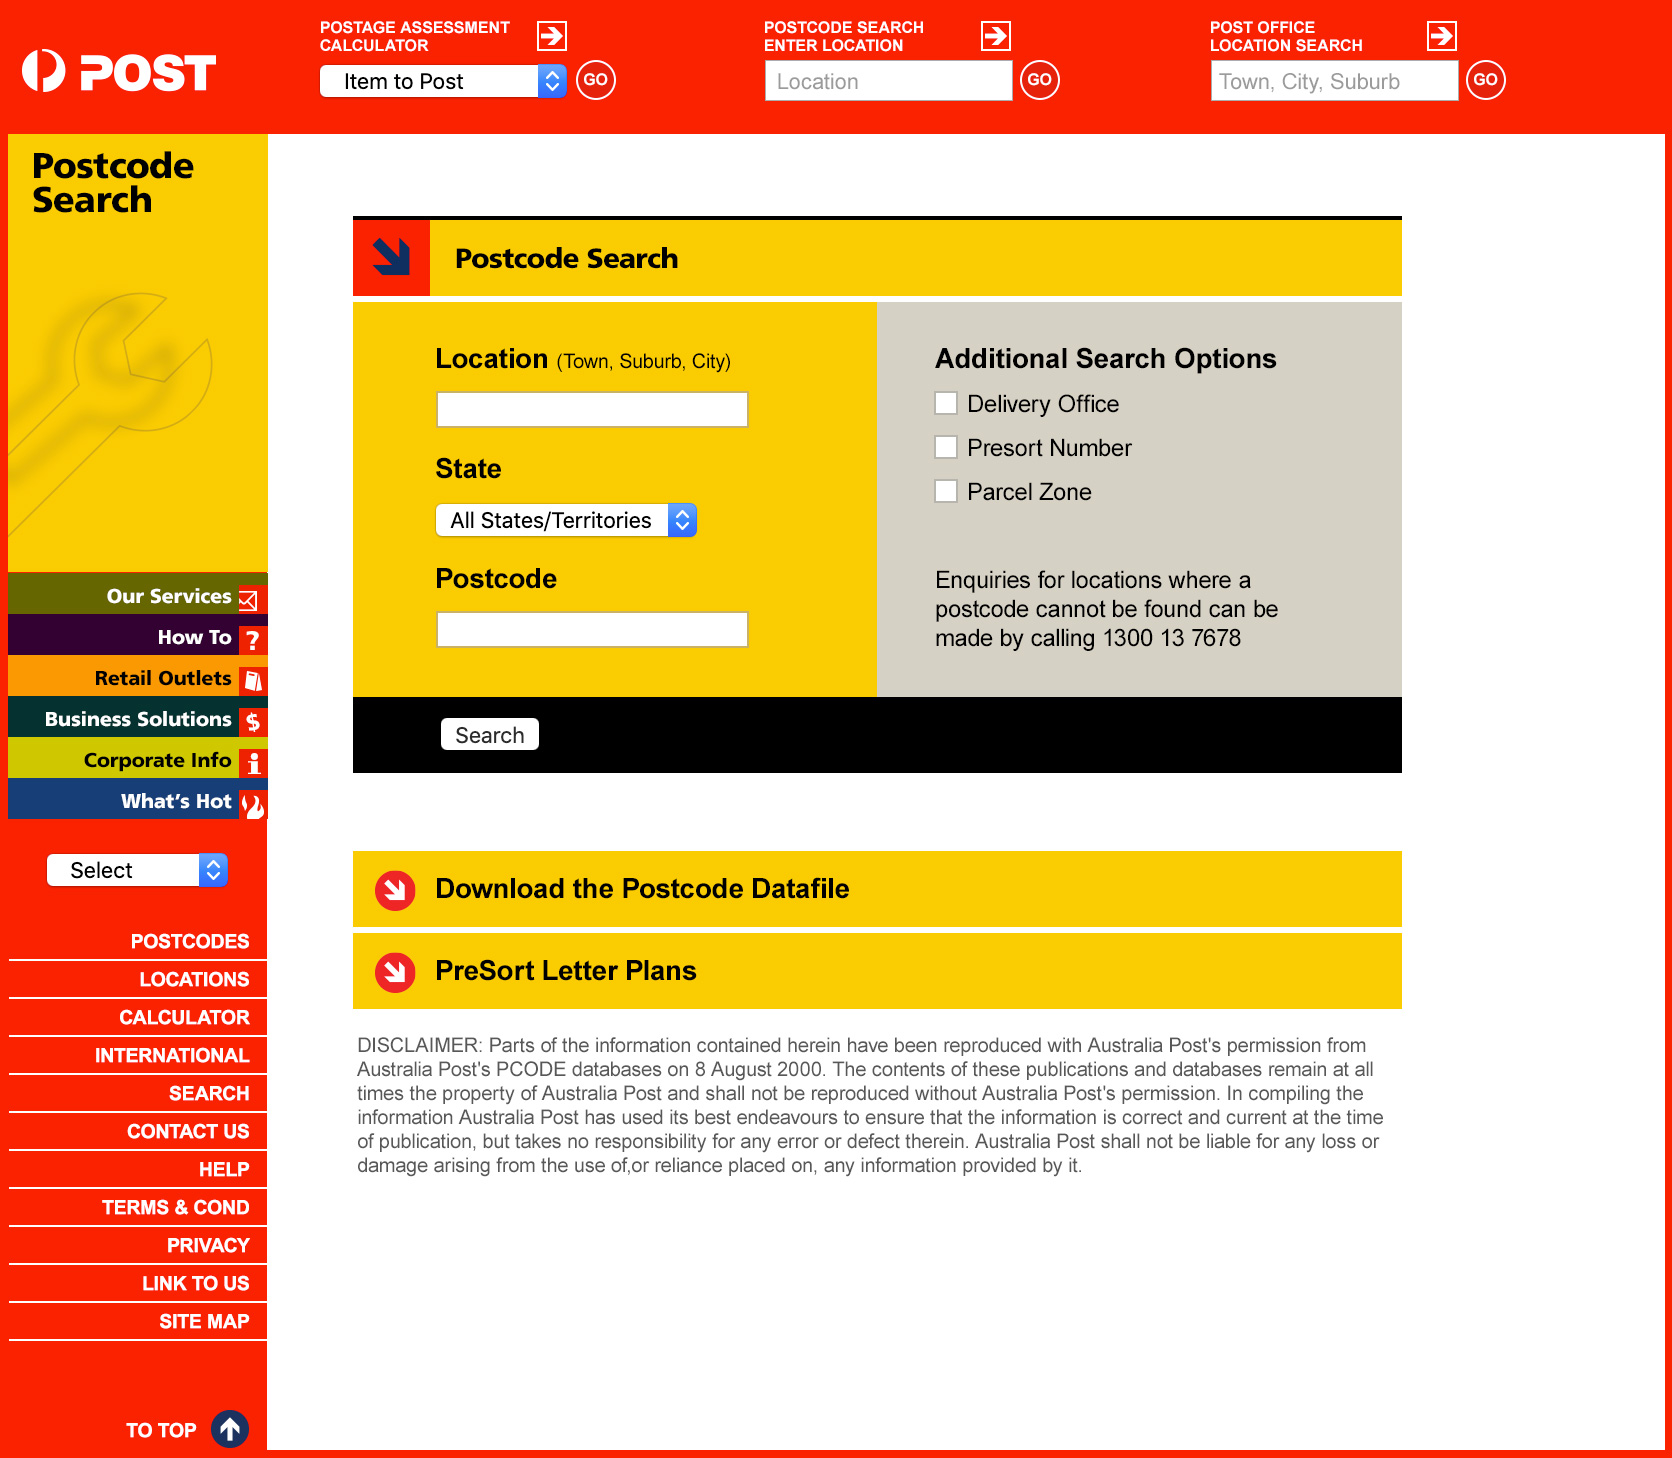 POST
POSTAGE ASSESSMENT
CALCULATOR
Item to Post
GO
POSTCODE SEARCH
ENTER LOCATION
Location
GO
POST OFFICE
LOCATION SEARCH
Town, City, Suburb
GO
Postcode
Search
Our Services
How To
?
Retail Outlets
Business Solutions
$
Corporate Info
i
What's Hot
Select
POSTCODES
LOCATIONS
CALCULATOR
INTERNATIONAL
SEARCH
CONTACT US
HELP
TERMS & COND
PRIVACY
LINK TO US
SITE MAP
TO TOP
Postcode Search
Location (Town, Suburb, City)
State
All States/Territories
Postcode
Additional Search Options
Delivery Office
Presort Number
Parcel Zone
Enquiries for locations where a
postcode cannot be found can be
made by calling 1300 13 7678
Search
Download the Postcode Datafile
PreSort Letter Plans
DISCLAIMER: Parts of the information contained herein have been reproduced with Australia Post's permission from
Australia Post's PCODE databases on 8 August 2000. The contents of these publications and databases remain at all
times the property of Australia Post and shall not be reproduced without Australia Post's permission. In compiling the
information Australia Post has used its best endeavours to ensure that the information is correct and current at the time
of publication, but takes no responsibility for any error or defect therein. Australia Post shall not be liable for any loss or
damage arising from the use of,or reliance placed on, any information provided by it.